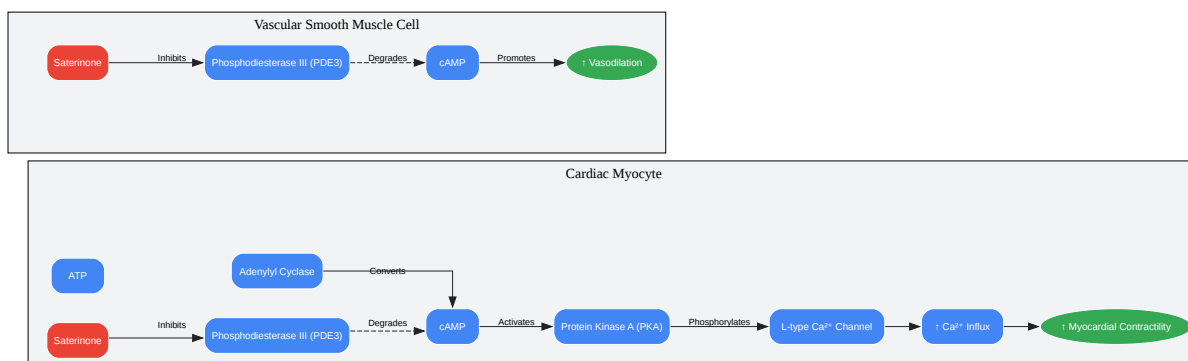 Vascular Smooth Muscle Cell
Saterinone
Inhibits
Phosphodiesterase III (PDE3)
Degrades
cAMP
Promotes
↑ Vasodilation
Cardiac Myocyte
ATP
Adenylyl Cyclase
Converts
Saterinone
Inhibits
Phosphodiesterase III (PDE3)
Degrades
cAMP
Activates
Protein Kinase A (PKA)
Phosphorylates
L-type Ca²⁺ Channel
↑ Ca²⁺ Influx
↑ Myocardial Contractility